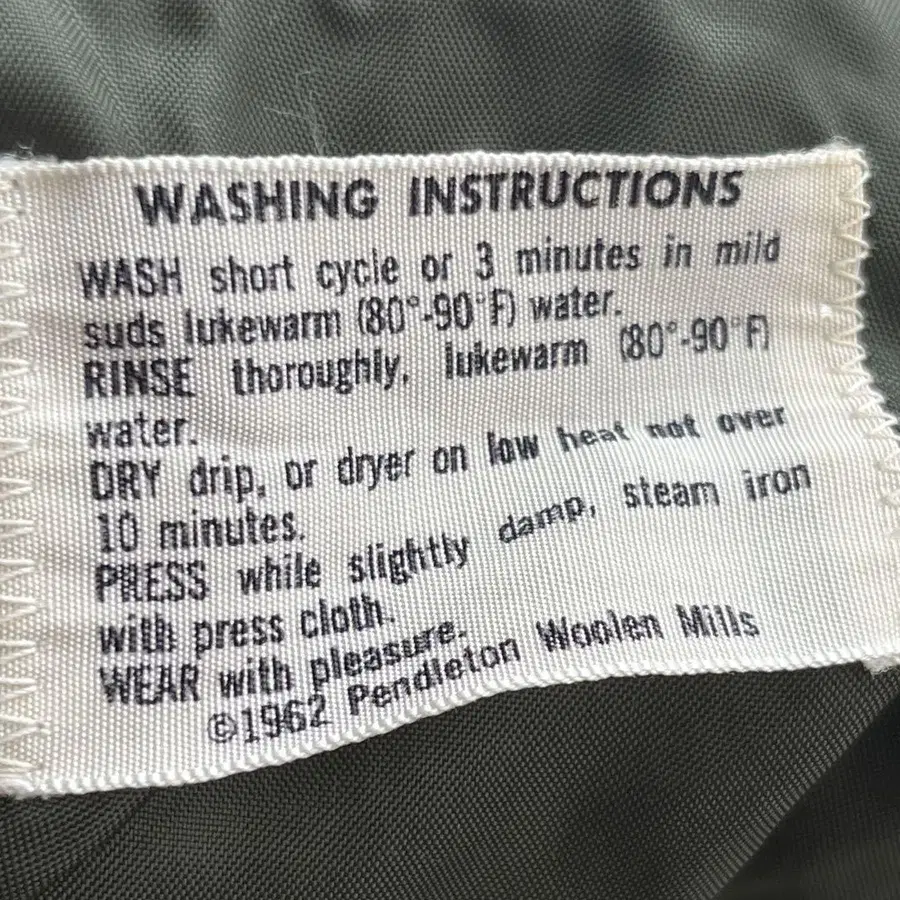 WASHING INSTRUCTIONS
WASH short cycle or 3 minutes in mild
suds lukewarm (80°-90°F) water.
RINSE thoroughly, lukewarm (80°-90°F)
water.
DRY drip, or dryer on low heat not over
10 minutes.
PRESS while slightly damp, steam iron
with press cloth.
WEAR with pleasure.
©1962 Pendleton Woolen Mills